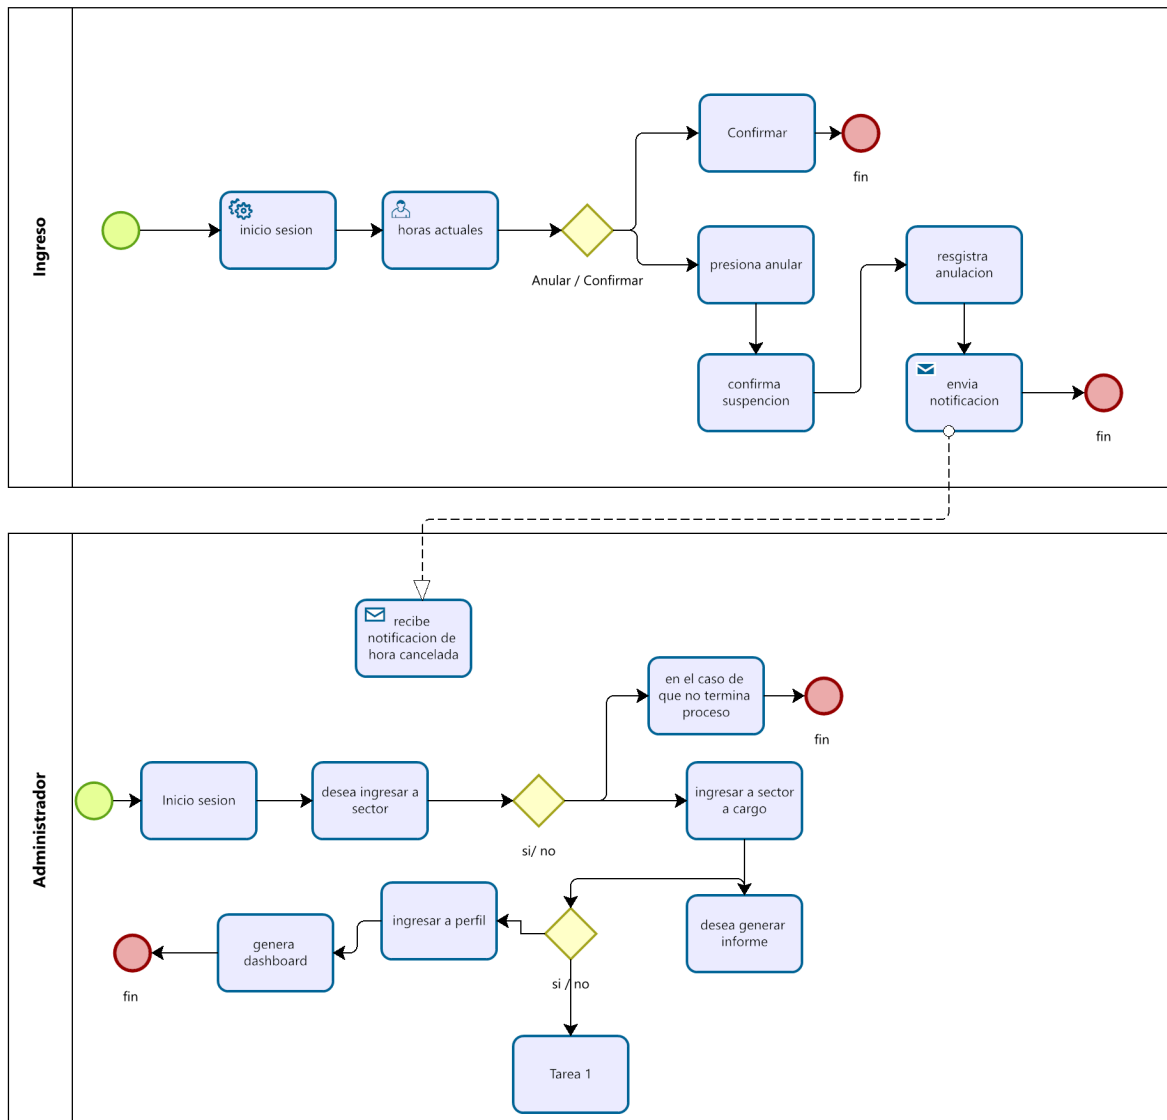 Ingreso
inicio sesion
horas actuales
Anular / Confirmar
Confirmar
fin
presiona anular
confirma
suspencion
resgistra
anulacion
envia
notificacion
fin
Administrador
recibe
notificacion de
hora cancelada
en el caso de
que no termina
proceso
fin
Inicio sesion
desea ingresar a
sector
si/ no
ingresar a sector
a cargo
desea generar
informe
si / no
ingresar a perfil
genera
dashboard
fin
Tarea 1